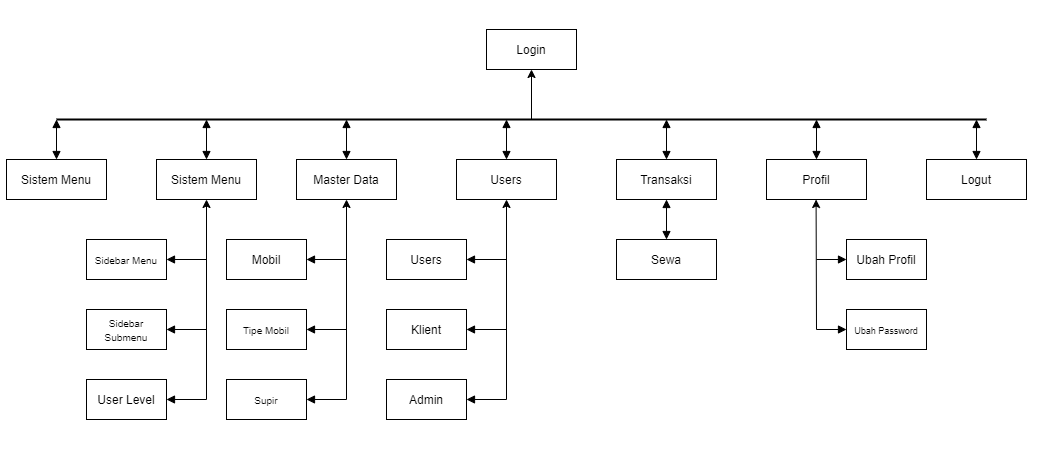 Login
Sistem Menu
Sistem Menu
Master Data
Users
Transaksi
Profil
Logut
Sidebar Menu
Mobil
Users
Sewa
Ubah Profil
Sidebar
Submenu
Tipe Mobil
Klient
Ubah Password
User Level
Supir
Admin